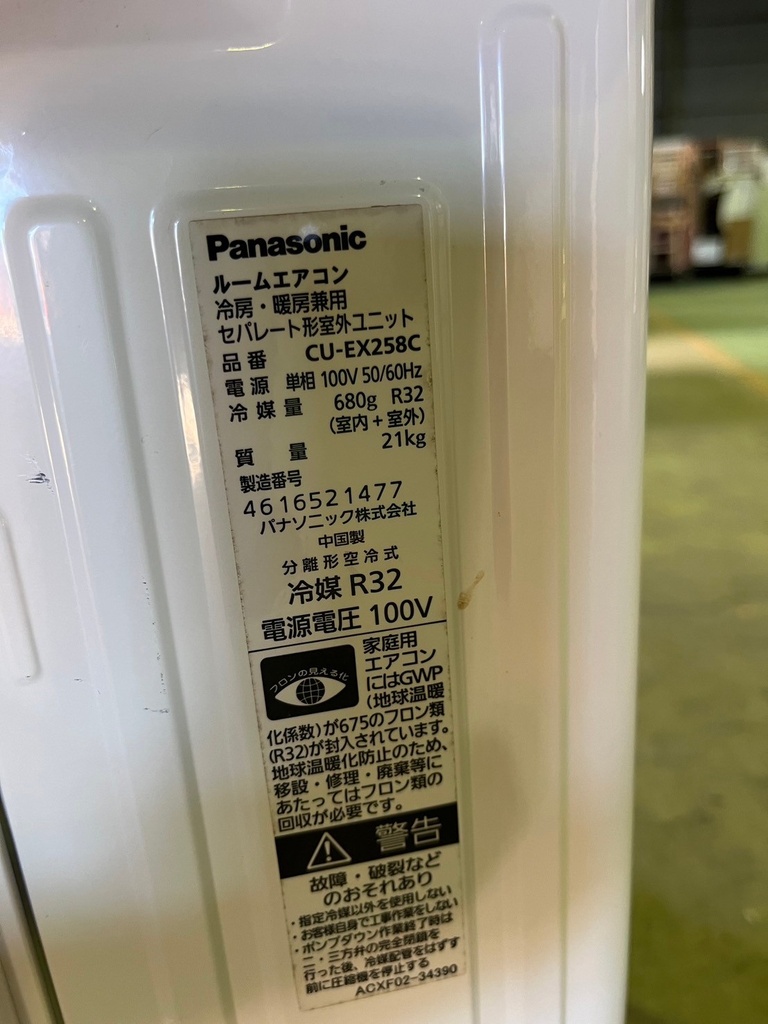 Panasonic
ルームエアコン
冷房・暖房兼用
セパレート形室外ユニット
品番 CU-EX258C
電源 単相 100V 50/60Hz
冷媒量 680g R32
(室内+室外)
質量 21kg
製造番号
4616521477
パナソニック株式会社
中国製
分離形空冷式
冷媒 R32
電源電圧 100V
フロンの見える化
家庭用
エアコン
にはGWP
(地球温暖
化係数)が675のフロン類
(R32)が封入されています。
地球温暖化防止のため、
移設・修理・廃棄等に
あたってはフロン類の
回収が必要です。
警告
故障・破裂など
のおそれあり
・指定冷媒以外を使用しない
・お客様自身で工事作業をしない
・ポンプダウン作業終了時は
二・三方弁の完全閉鎖を
行った後、冷媒配管をはずす
前に圧縮機を停止する
ACXF02-34390